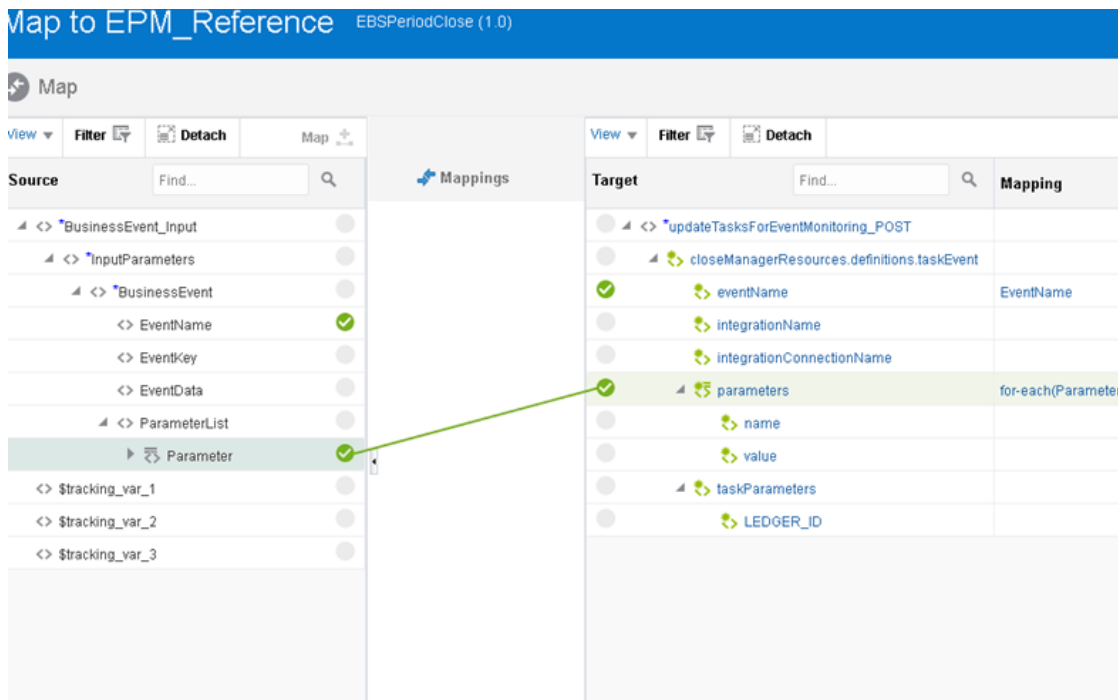 Map to EPM_Reference EBSPeriodClose (1.0)
Map
View Filter Detach Map
View Filter Detach
Source Find...
Mappings
Target Find... Mapping
*BusinessEvent_Input
*InputParameters
*BusinessEvent
EventName
EventKey
EventData
ParameterList
Parameter
$tracking_var_1
$tracking_var_2
$tracking_var_3
*updateTasksForEventMonitoring_POST
closeManagerResources.definitions.taskEvent
eventName EventName
integrationName
integrationConnectionName
parameters for-each(Parameter
name
value
taskParameters
LEDGER_ID